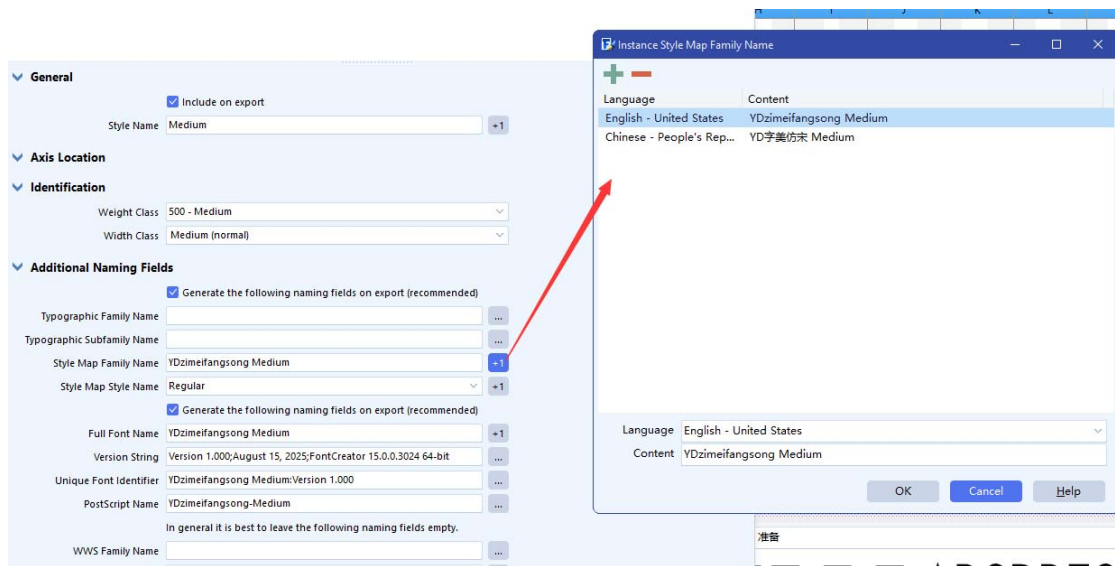 General
Include on export
Style Name Medium +1
Axis Location
Identification
Weight Class 500 - Medium
Width Class Medium (normal)
Additional Naming Fields
Generate the following naming fields on export (recommended)
Typographic Family Name ...
Typographic Subfamily Name ...
Style Map Family Name YDzimeifangsong Medium +1
Style Map Style Name Regular +1
Generate the following naming fields on export (recommended)
Full Font Name YDzimeifangsong Medium +1
Version String Version 1.000;August 15, 2025;FontCreator 15.0.0.3024 64-bit ...
Unique Font Identifier YDzimeifangsong Medium:Version 1.000 ...
PostScript Name YDzimeifangsong-Medium ...
In general it is best to leave the following naming fields empty.
WWS Family Name ...
Instance Style Map Family Name
Language Content
English - United States YDzimeifangsong Medium
Chinese - People's Rep... YD字美仿宋 Medium
Language English - United States
Content YDzimeifangsong Medium
OK Cancel Help
准备